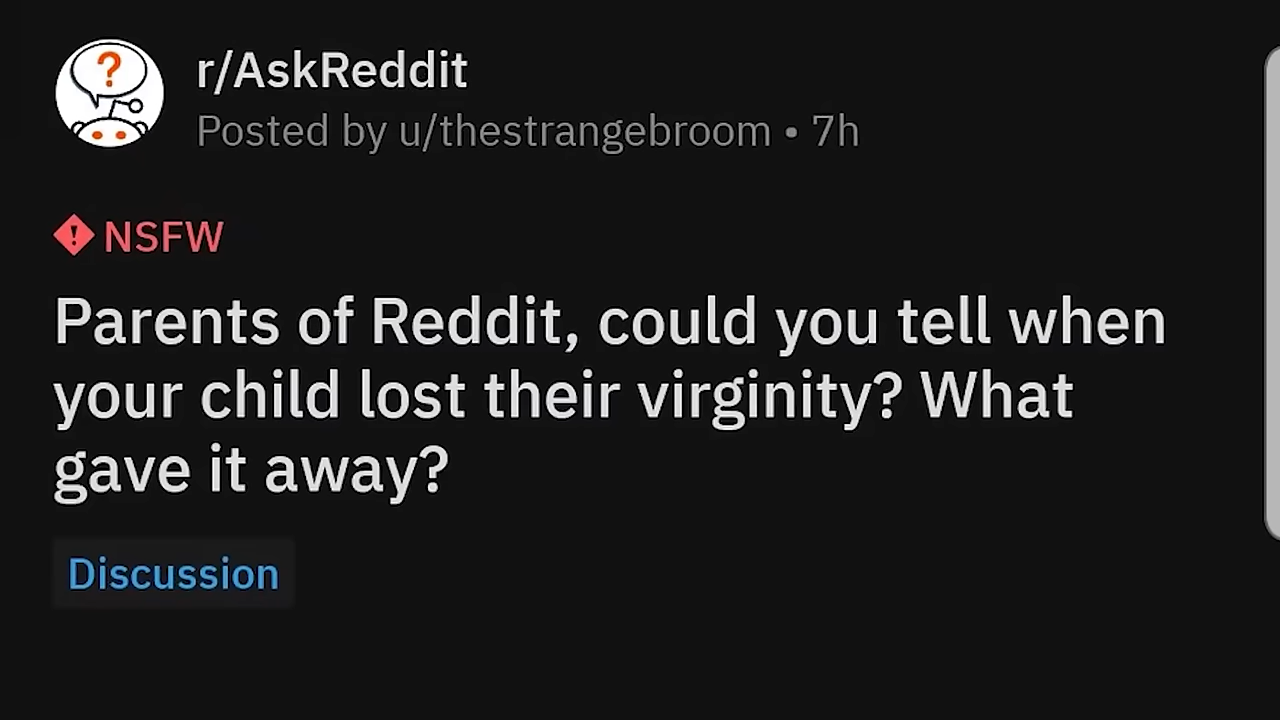 r/AskReddit
Posted by u/thestrangebroom • 7h
NSFW
Parents of Reddit, could you tell when
your child lost their virginity? What
gave it away?
Discussion